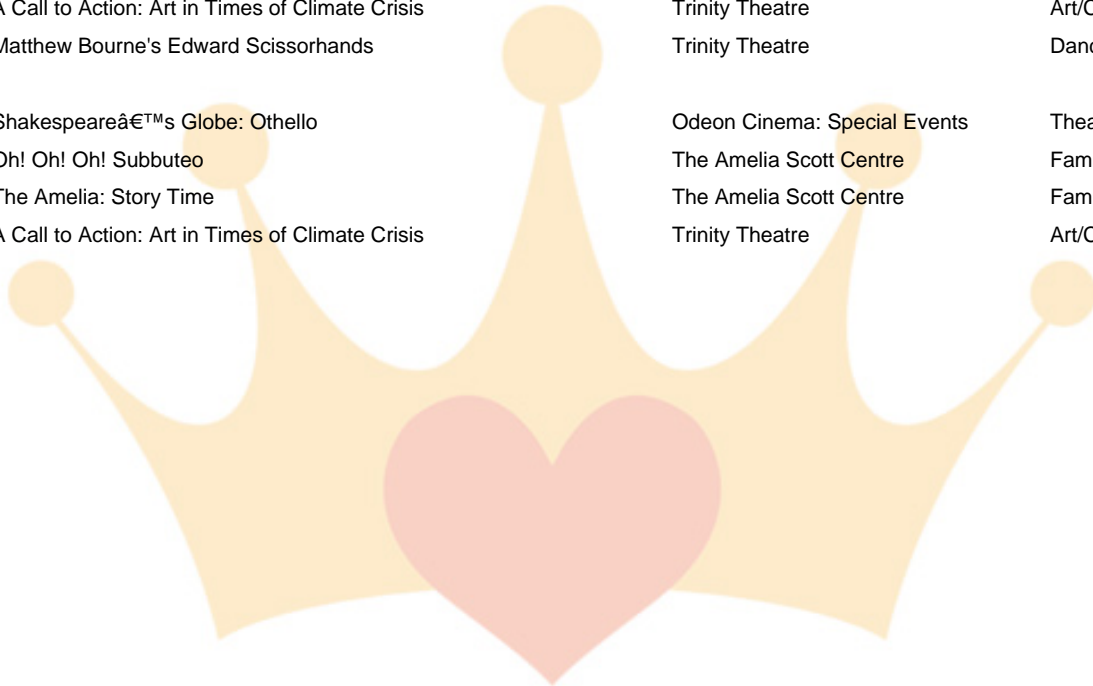 A Call to Action: Art in Times of Climate Crisis Trinity Theatre Art/
Matthew Bourne's Edward Scissorhands Trinity Theatre Dan
Shakespeareâ€™s Globe: Othello Odeon Cinema: Special Events Thea
Oh! Oh! Oh! Subbuteo The Amelia Scott Centre Fam
The Amelia: Story Time The Amelia Scott Centre Fam
A Call to Action: Art in Times of Climate Crisis Trinity Theatre Art/